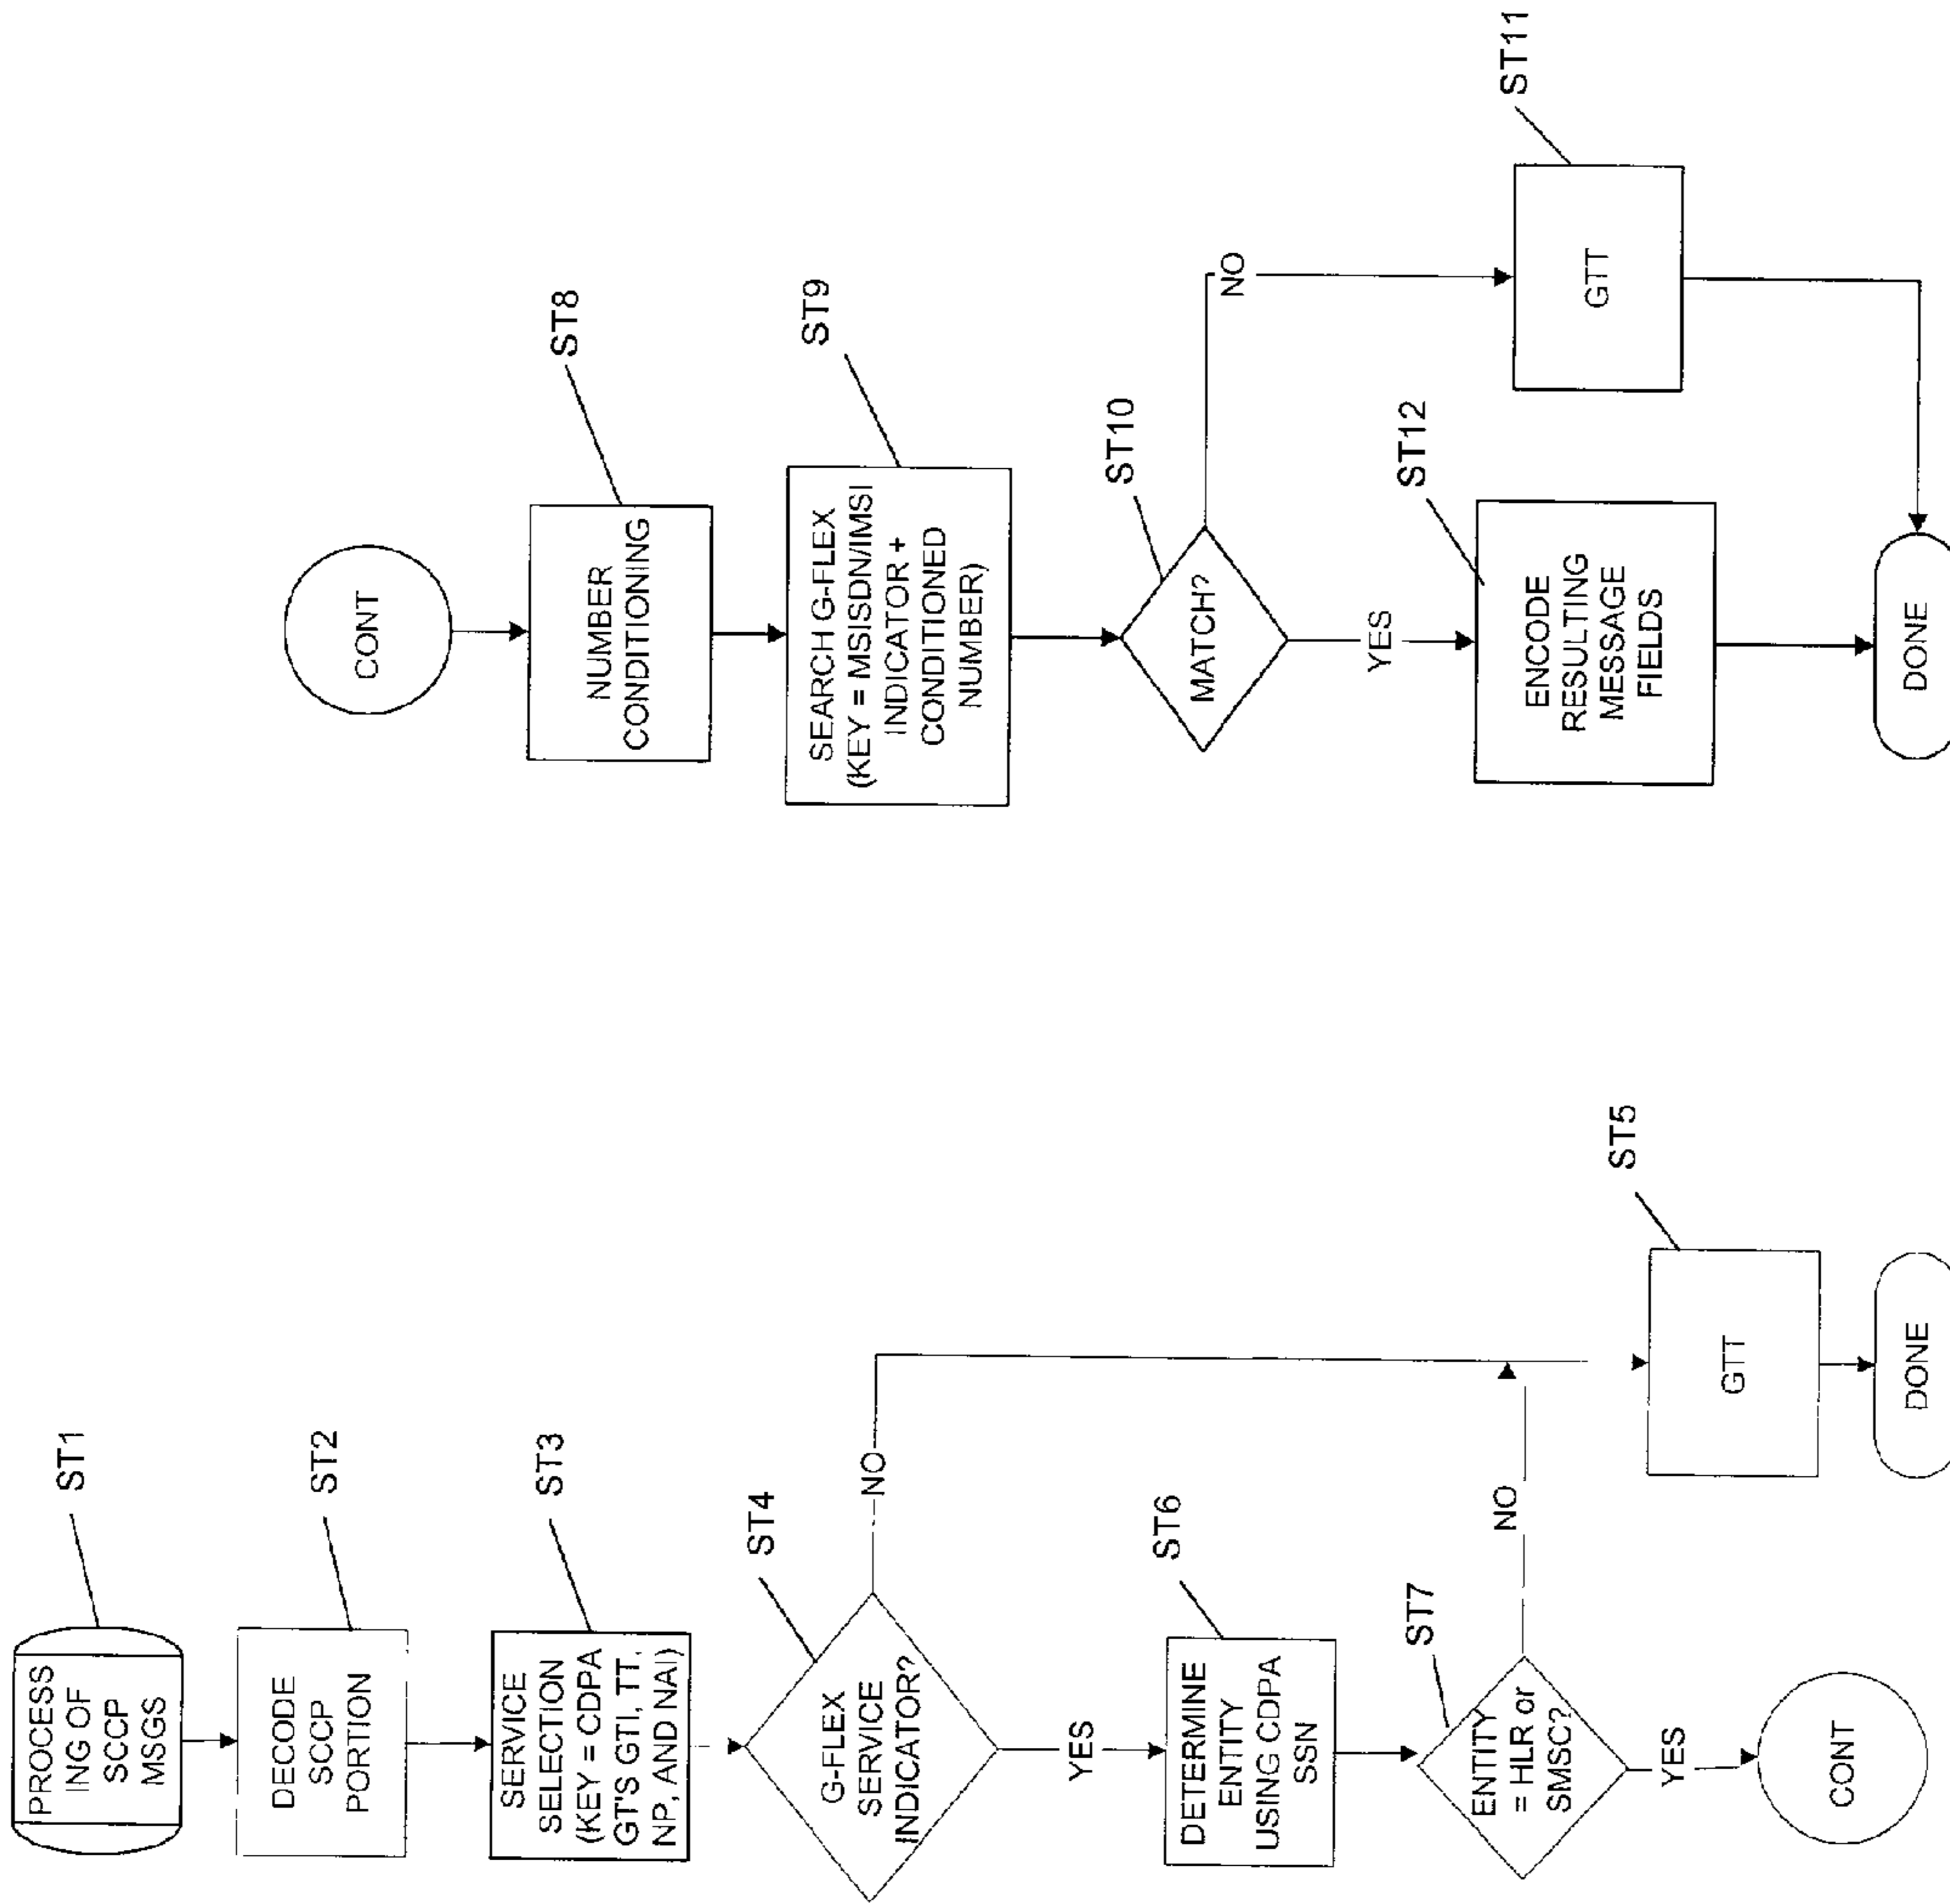 PROCESS
ING OF
SCCP
MSGS
ST1
DECODE
SCCP
PORTION
ST2
SERVICE
SELECTION
(KEY = CDPA
GT'S GTI, TT,
NP, AND NAI)
ST3
G-FLEX
SERVICE
INDICATOR?
ST4
NO
YES
DETERMINE
ENTITY
USING CDPA
SSN
ST6
ENTITY
= HLR or
SMSC?
ST7
NO
YES
CONT
GTT
ST5
DONE
CONT
NUMBER
CONDITIONING
ST8
SEARCH G-FLEX
(KEY = MSISDN/IMSI
INDICATOR +
CONDITIONED
NUMBER)
ST9
MATCH?
ST10
NO
YES
GTT
ST11
ENCODE
RESULTING
MESSAGE
FIELDS
ST12
DONE